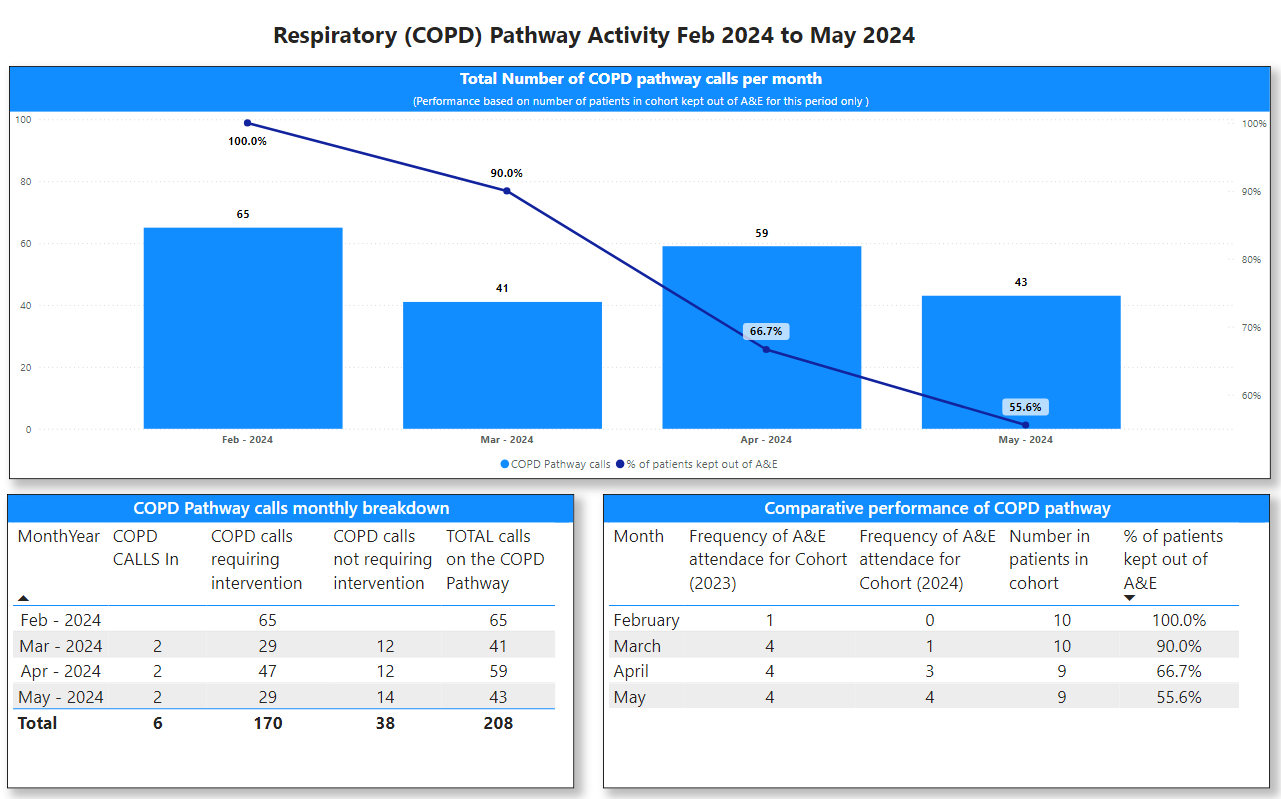 Respiratory (COPD) Pathway Activity Feb 2024 to May 2024
Total Number of COPD pathway calls per month
(Performance based on number of patients in cohort kept out of A&E for this period only )
100
80
60
40
20
0
100%
90%
80%
70%
60%
100.0%
90.0%
66.7%
55.6%
65
41
59
43
Feb - 2024
Mar - 2024
Apr - 2024
May - 2024
COPD Pathway calls
% of patients kept out of A&E
COPD Pathway calls monthly breakdown
MonthYear COPD CALLS In COPD calls requiring intervention COPD calls not requiring intervention TOTAL calls on the COPD Pathway
Feb - 2024 65 65
Mar - 2024 2 29 12 41
Apr - 2024 2 47 12 59
May - 2024 2 29 14 43
Total 6 170 38 208
Comparative performance of COPD pathway
Month Frequency of A&E attendace for Cohort (2023) Frequency of A&E attendace for Cohort (2024) Number in patients in cohort % of patients kept out of A&E
February 1 0 10 100.0%
March 4 1 10 90.0%
April 4 3 9 66.7%
May 4 4 9 55.6%